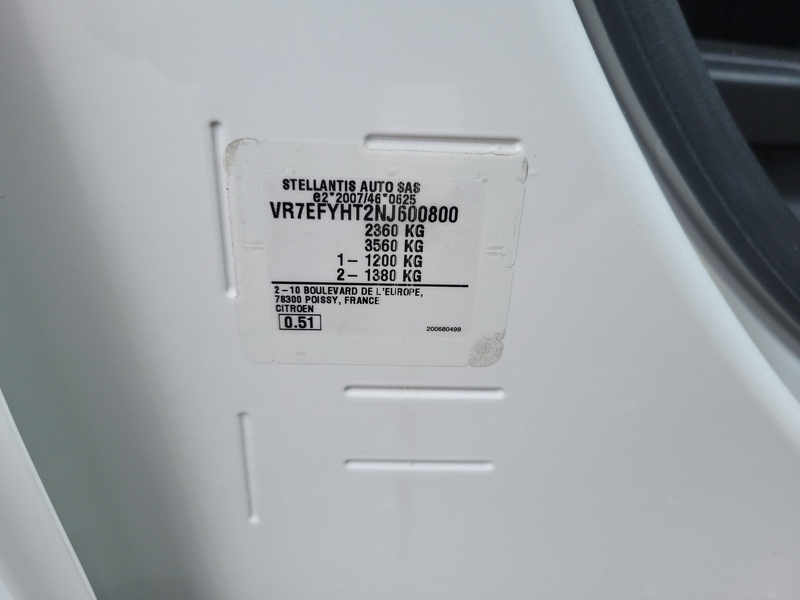 STELLANTIS AUTO SAS
e2*2007/46*0625
VR7EFYHT2NJ600800
2360 KG
3560 KG
1- 1200 KG
2- 1380 KG
2-10 BOULEVARD DE L'EUROPE,
78300 POISSY, FRANCE
CITROEN
0.51
200680499